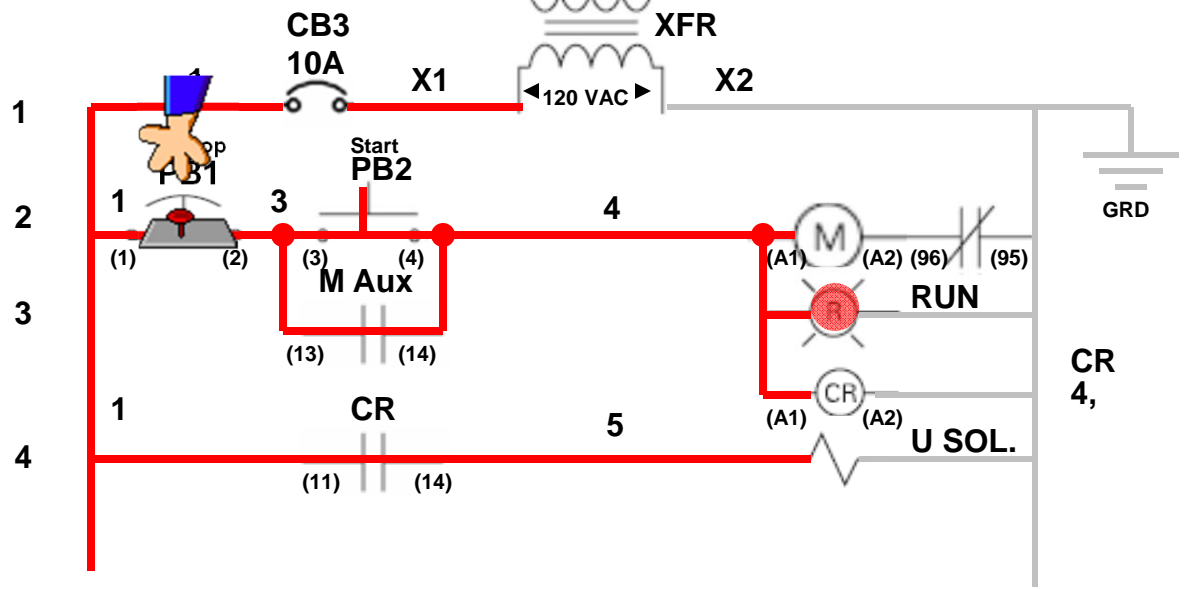 CB3
10A
XFR
X1
X2
120 VAC
1
Start
PB2
PB1
GRD
2
1
3
4
M
(1)
(2)
(3)
(4)
(A1)
(A2)
(96)
(95)
M Aux
RUN
3
R
(13)
(14)
CR
4,
1
CR
CR
(A1)
(A2)
5
U SOL.
4
(11)
(14)